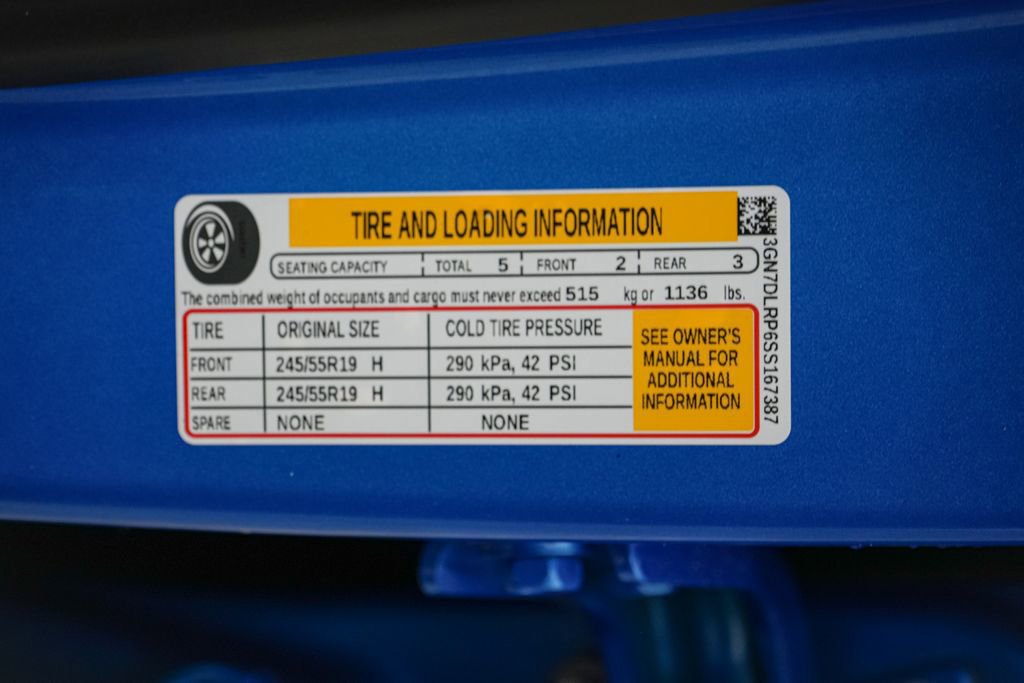 TIRE AND LOADING INFORMATION
SEATING CAPACITY | TOTAL 5 | FRONT 2 | REAR 3
The combined weight of occupants and cargo must never exceed 515 kg or 1136 lbs.
TIRE ORIGINAL SIZE COLD TIRE PRESSURE
FRONT 245/55R19 H 290 kPa, 42 PSI
REAR 245/55R19 H 290 kPa, 42 PSI
SPARE NONE NONE
SEE OWNER'S
MANUAL FOR
ADDITIONAL
INFORMATION
3GN7DLRP6SS167387